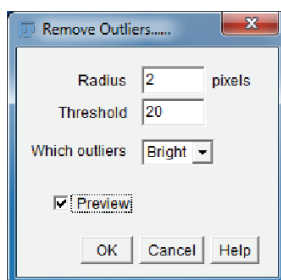 Remove Outliers......
Radius 2 pixels
Threshold 20
Which outliers Bright
Preview
OK Cancel Help